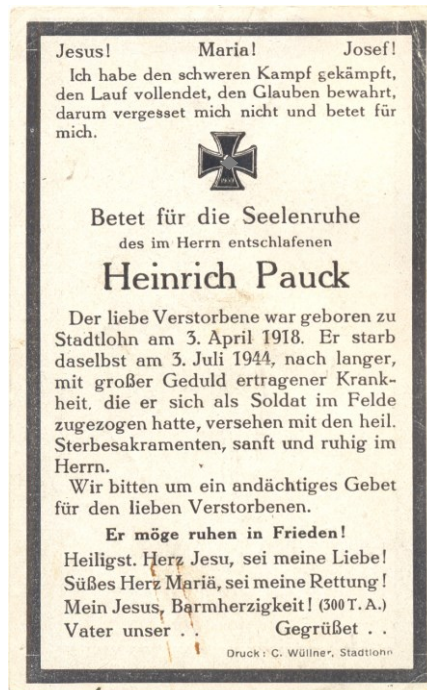 Jesus! Maria! Josef!
Ich habe den schweren Kampf gekämpft,
den Lauf vollendet, den Glauben bewahrt,
darum vergesset mich nicht und betet für
mich.
Betet für die Seelenruhe
des im Herrn entschlafenen
Heinrich Pauck
Der liebe Verstorbene war geboren zu
Stadtlohn am 3. April 1918. Er starb
daselbst am 3. Juli 1944, nach langer,
mit großer Geduld ertragener Krank-
heit, die er sich als Soldat im Felde
zugezogen hatte, versehen mit den heil.
Sterbesakramenten, sanft und ruhig im
Herrn.
Wir bitten um ein andächtiges Gebet
für den lieben Verstorbenen.
Er möge ruhen in Frieden!
Heiligst. Herz Jesu, sei meine Liebe!
Süßes Herz Mariä, sei meine Rettung!
Mein Jesus, Barmherzigkeit! (300 T. A.)
Vater unser . . Gegrüßet . .
Druck: C. Wüllner, Stadtlohn